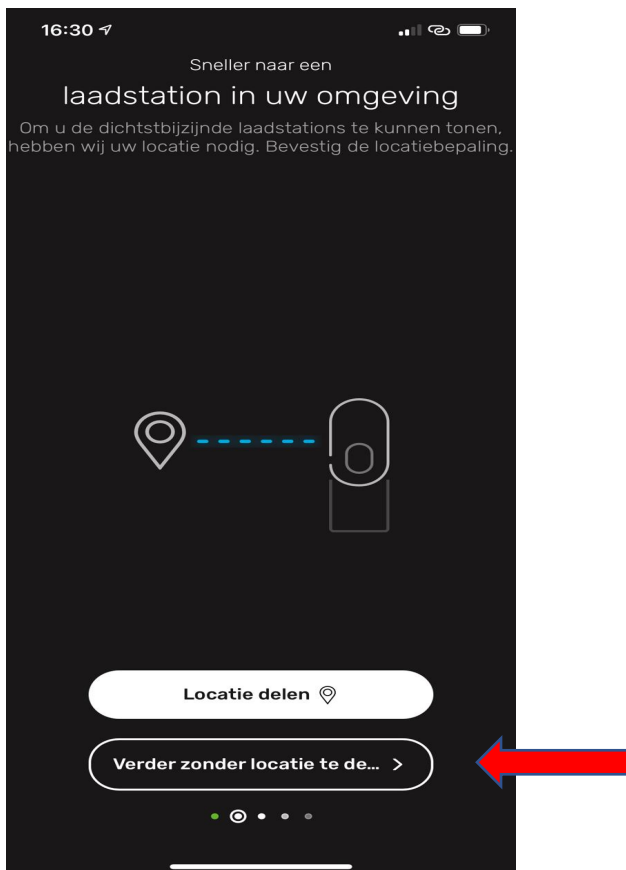 16:30
Sneller naar een
laadstation in uw omgeving
Om u de dichtstbijzijnde laadstations te kunnen tonen,
hebben wij uw locatie nodig. Bevestig de locatiebepaling.
Locatie delen
Verder zonder locatie te de... >